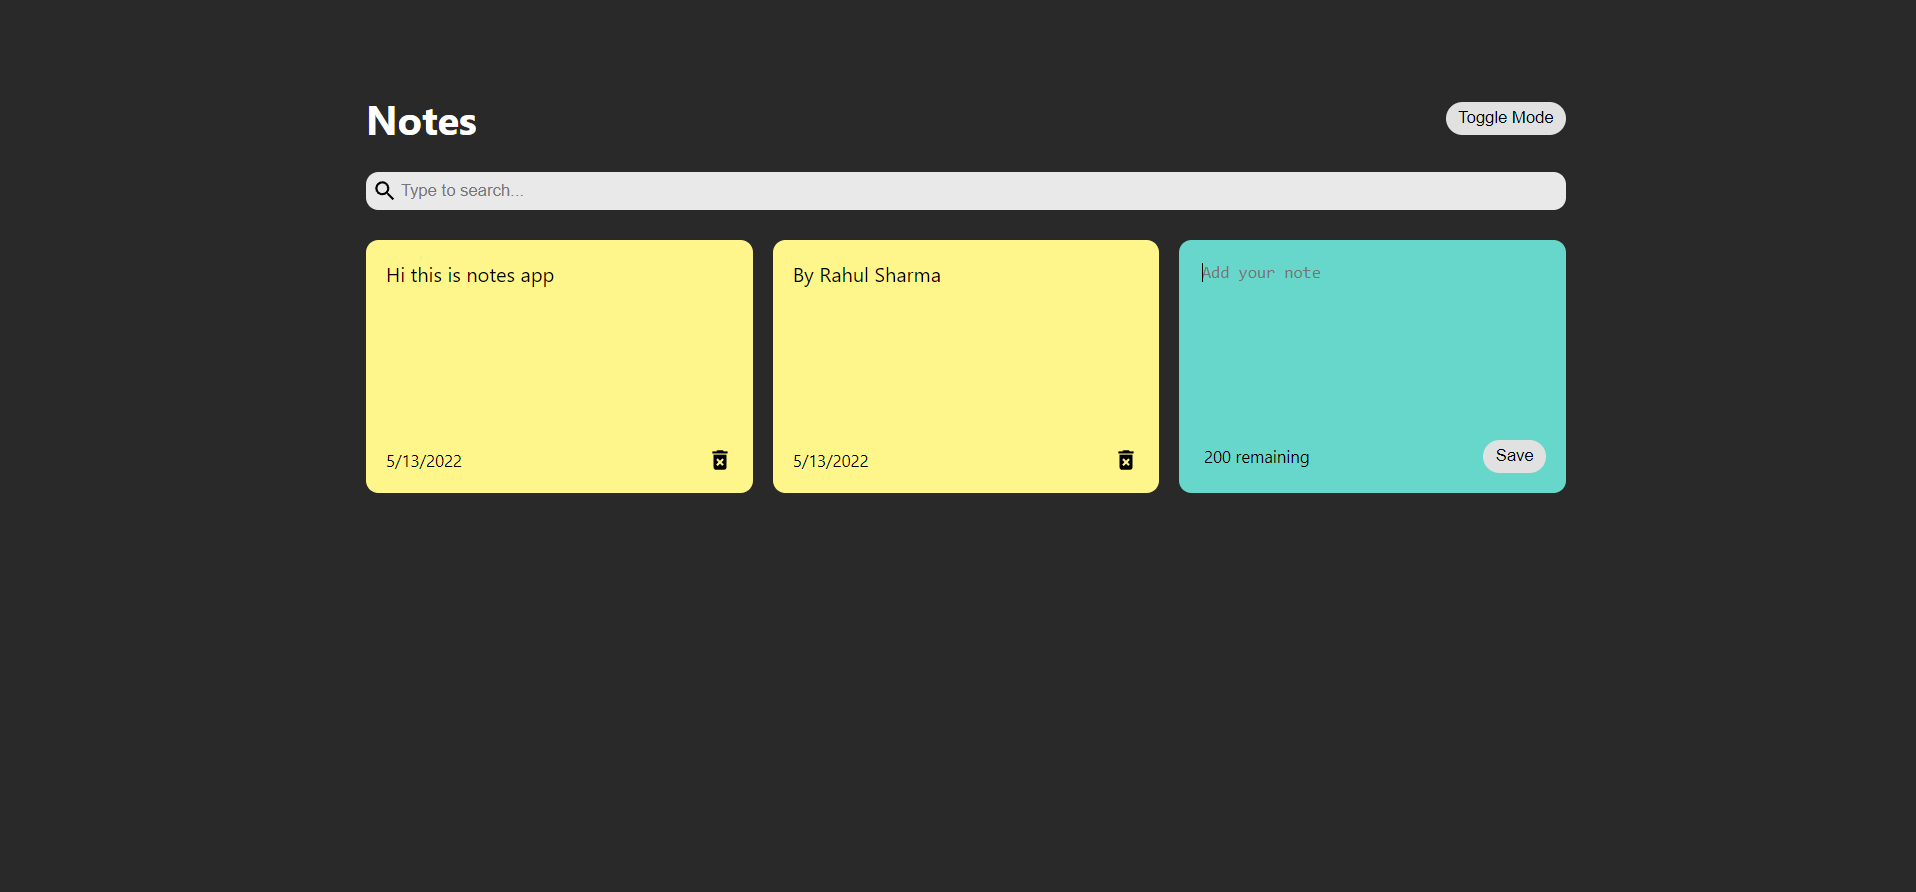 Notes
Toggle Mode
Type to search...
Hi this is notes app
5/13/2022
By Rahul Sharma
5/13/2022
Add your note
200 remaining
Save